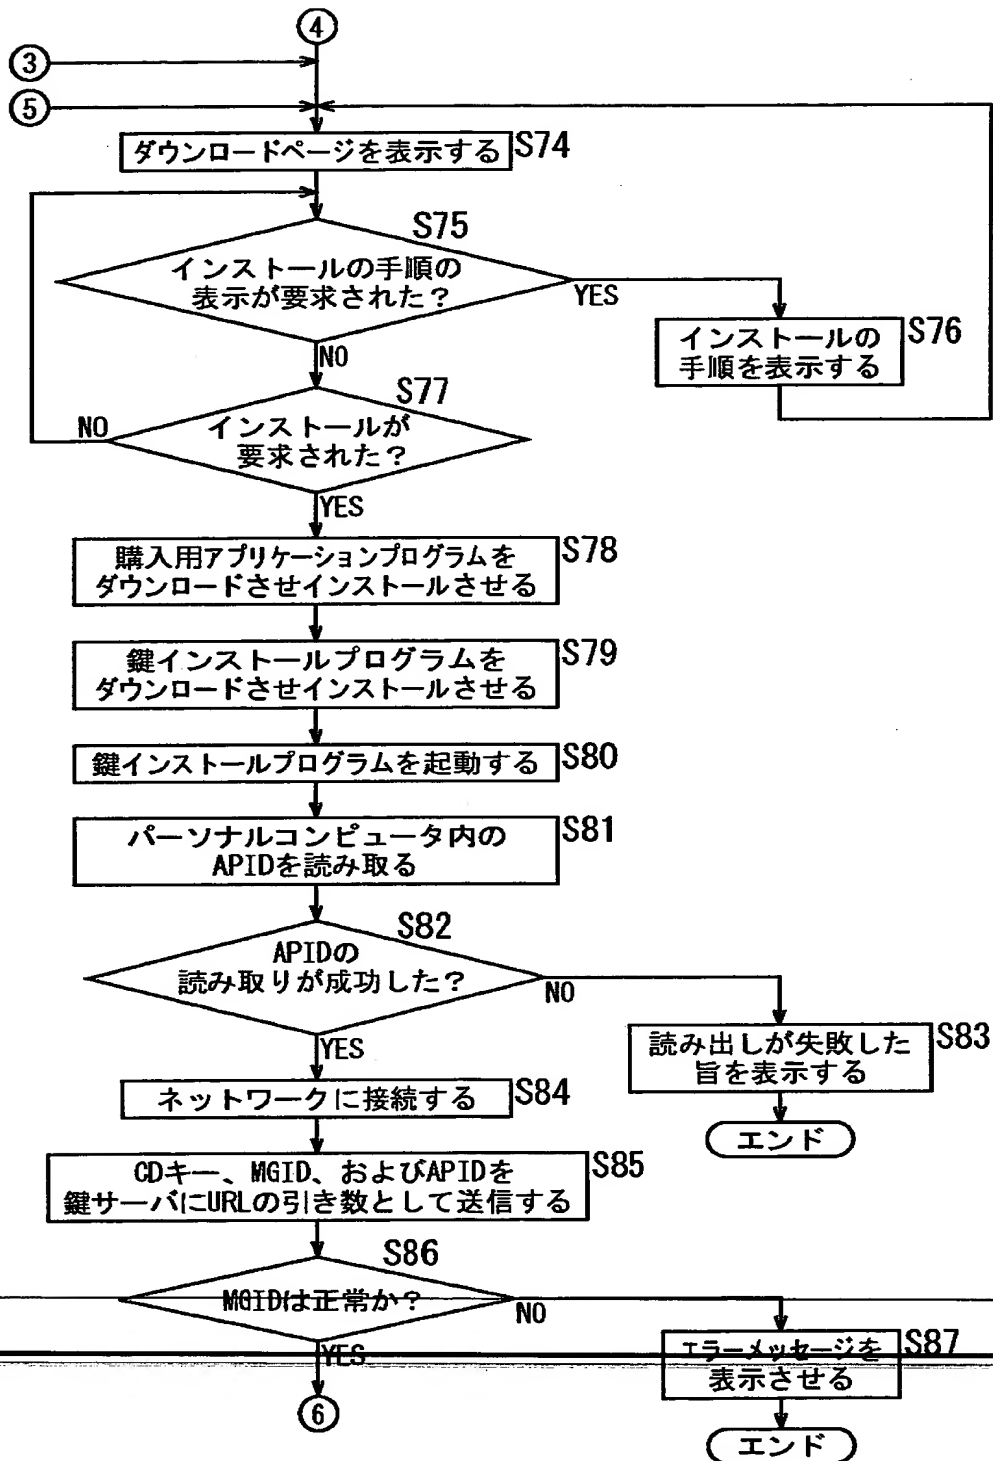 ④
③
⑤
ダウンロードページを表示する
S74
S75
インストールの手順の
表示が要求された?
YES
NO
インストールの
手順を表示する
S76
S77
インストールが
要求された?
NO
YES
購入用アプリケーションプログラムを
ダウンロードさせインストールさせる
S78
鍵インストールプログラムを
ダウンロードさせインストールさせる
S79
鍵インストールプログラムを起動する
S80
パーソナルコンピュータ内の
APIDを読み取る
S81
S82
APIDの
読み取りが成功した?
NO
YES
読み出しが失敗した
旨を表示する
S83
エンド
ネットワークに接続する
S84
CDキー、MGID、およびAPIDを
鍵サーバにURLの引き数として送信する
S85
S86
MGIDは正常か?
NO
YES
エラーメッセージを
表示させる
S87
⑥
エンド